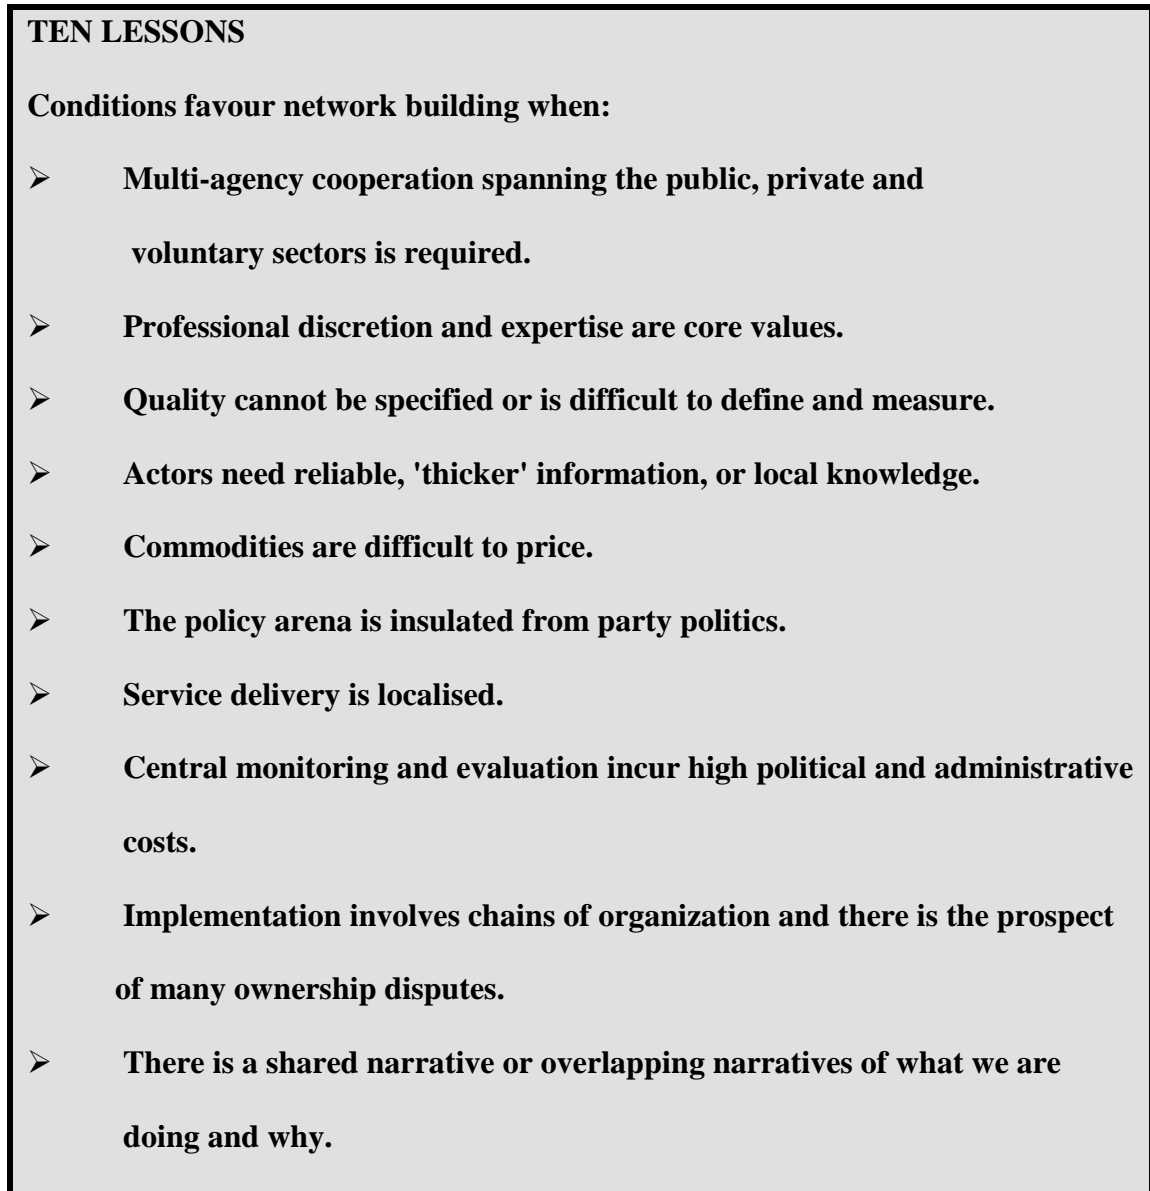 TEN LESSONS
Conditions favour network building when:
➢ Multi-agency cooperation spanning the public, private and
voluntary sectors is required.
➢ Professional discretion and expertise are core values.
➢ Quality cannot be specified or is difficult to define and measure.
➢ Actors need reliable, 'thicker' information, or local knowledge.
➢ Commodities are difficult to price.
➢ The policy arena is insulated from party politics.
➢ Service delivery is localised.
➢ Central monitoring and evaluation incur high political and administrative
costs.
➢ Implementation involves chains of organization and there is the prospect
of many ownership disputes.
➢ There is a shared narrative or overlapping narratives of what we are
doing and why.